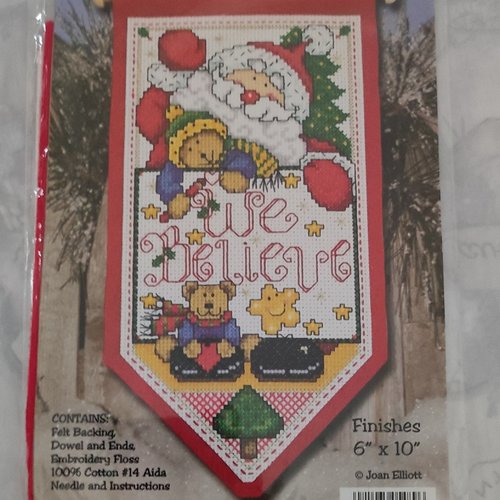 We
Believe
CONTAINS:
Felt Backing,
Dowel and Ends,
Embroidery Floss
100% Cotton #14 Aida
Needle and Instructions
Finishes
6" x 10"
© Joan Elliott